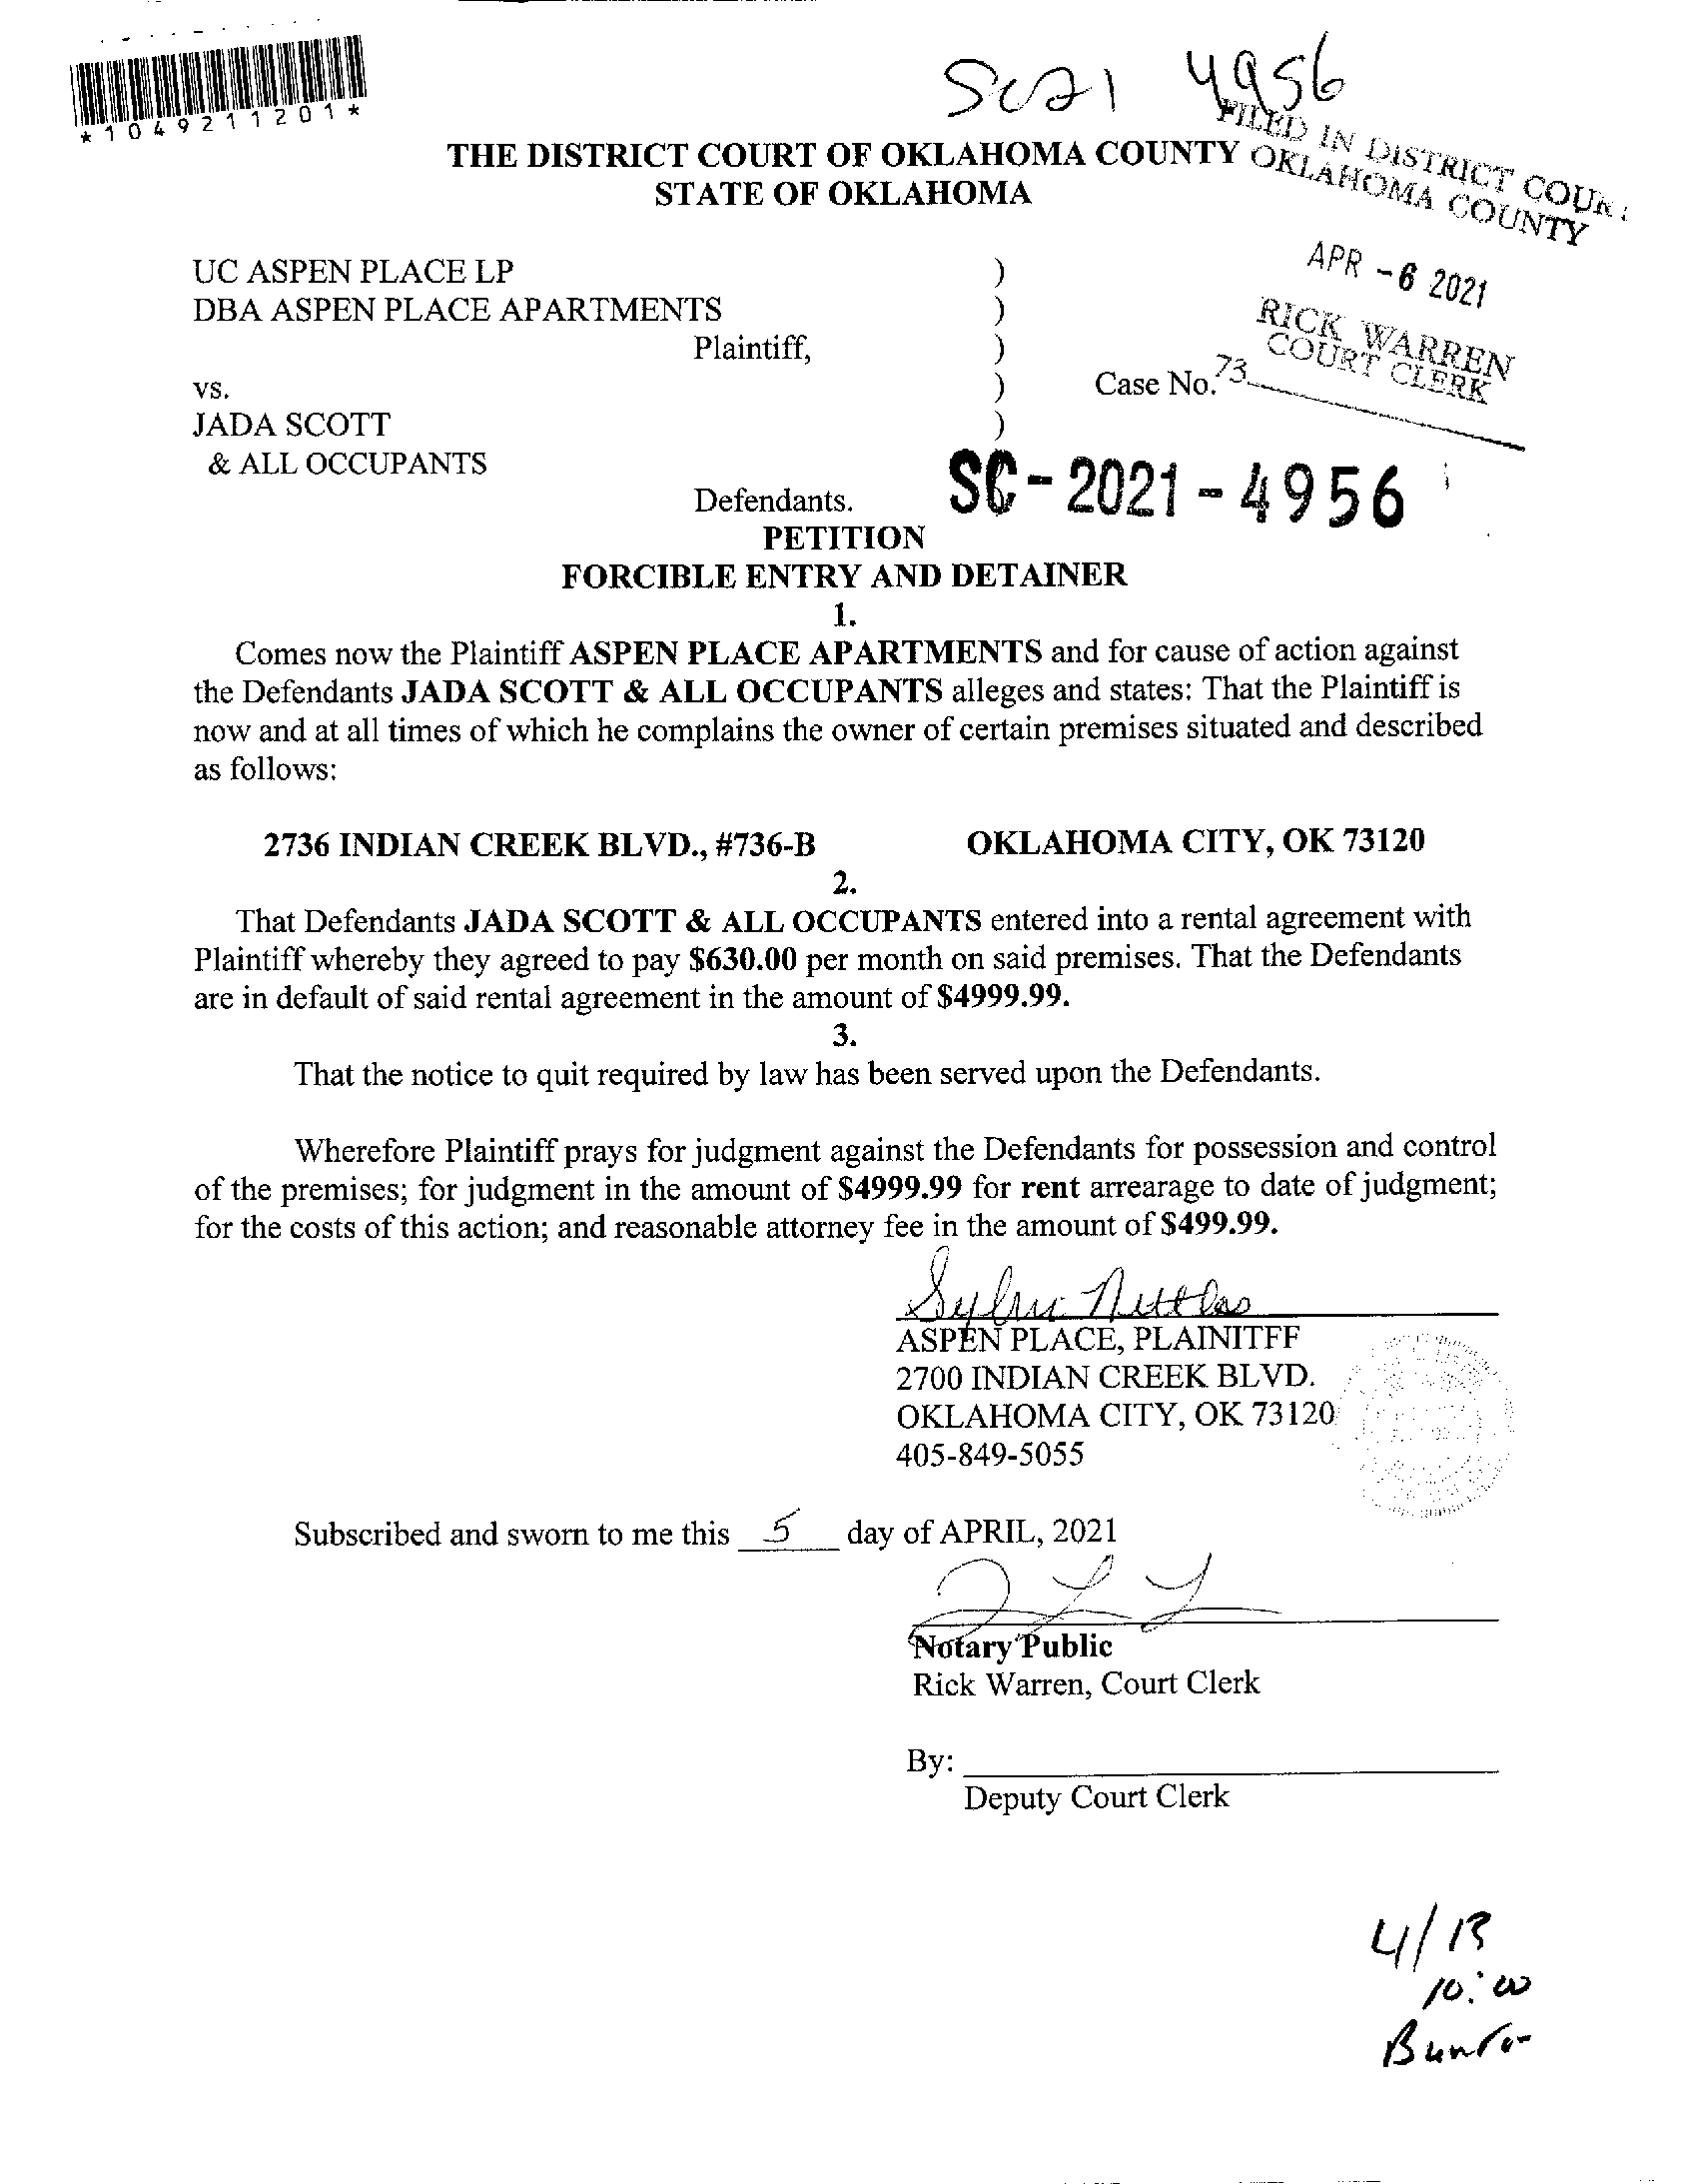 *1049211201*
SC21 4956
FILED IN DISTRICT COURT
OKLAHOMA COUNTY
THE DISTRICT COURT OF OKLAHOMA COUNTY
STATE OF OKLAHOMA
APR -6 2021
RICK WARREN
COURT CLERK
UC ASPEN PLACE LP )
DBA ASPEN PLACE APARTMENTS )
Plaintiff, )
vs. ) Case No. 73
JADA SCOTT )
& ALL OCCUPANTS
SC-2021-4956
Defendants.
PETITION
FORCIBLE ENTRY AND DETAINER
1.
Comes now the Plaintiff ASPEN PLACE APARTMENTS and for cause of action against
the Defendants JADA SCOTT & ALL OCCUPANTS alleges and states: That the Plaintiff is
now and at all times of which he complains the owner of certain premises situated and described
as follows:
2736 INDIAN CREEK BLVD., #736-B OKLAHOMA CITY, OK 73120
2.
That Defendants JADA SCOTT & ALL OCCUPANTS entered into a rental agreement with
Plaintiff whereby they agreed to pay $630.00 per month on said premises. That the Defendants
are in default of said rental agreement in the amount of $4999.99.
3.
That the notice to quit required by law has been served upon the Defendants.
Wherefore Plaintiff prays for judgment against the Defendants for possession and control
of the premises; for judgment in the amount of $4999.99 for rent arrearage to date of judgment;
for the costs of this action; and reasonable attorney fee in the amount of $499.99.
Sylvia Nettles
ASPEN PLACE, PLAINITFF
2700 INDIAN CREEK BLVD.
OKLAHOMA CITY, OK 73120
405-849-5055
Subscribed and sworn to me this 5 day of APRIL, 2021
Notary Public
Rick Warren, Court Clerk
By:
Deputy Court Clerk
4/13
10:00